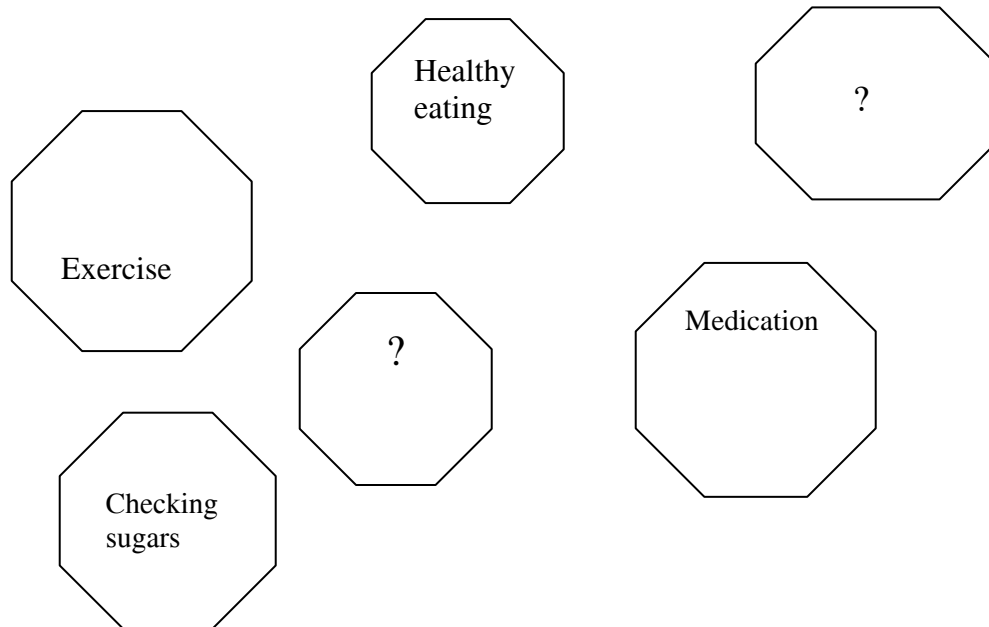 Healthy
eating
?
Exercise
?
Medication
Checking
sugars